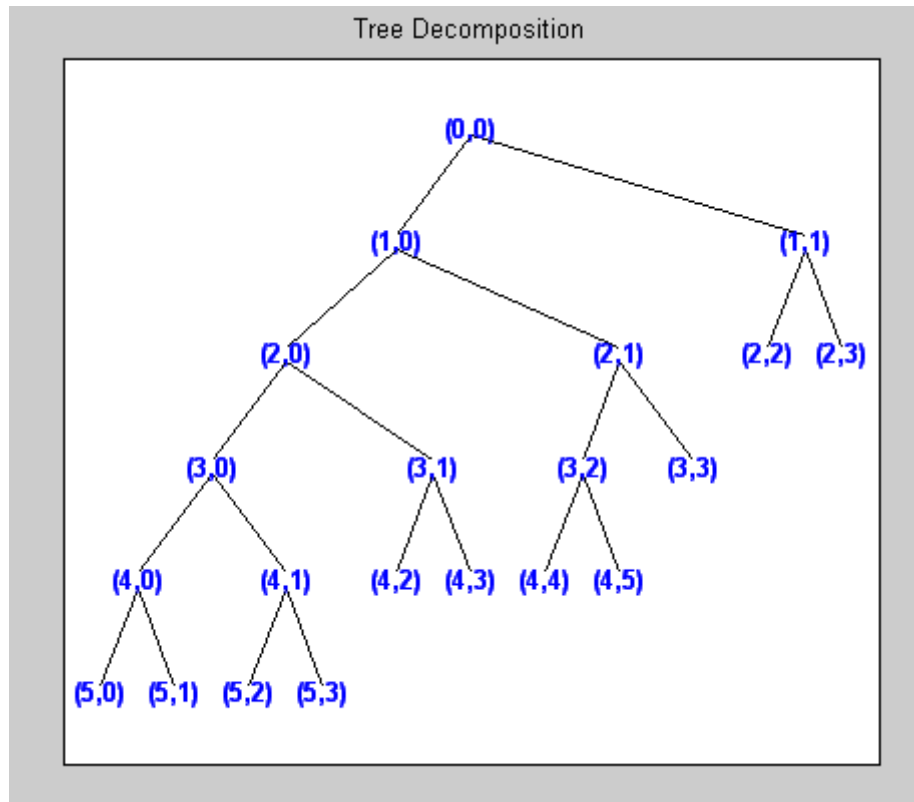 Tree Decomposition
(0,0)
(1,0) (1,1)
(2,0) (2,1) (2,2) (2,3)
(3,0) (3,1) (3,2) (3,3)
(4,0) (4,1) (4,2) (4,3) (4,4) (4,5)
(5,0) (5,1) (5,2) (5,3)